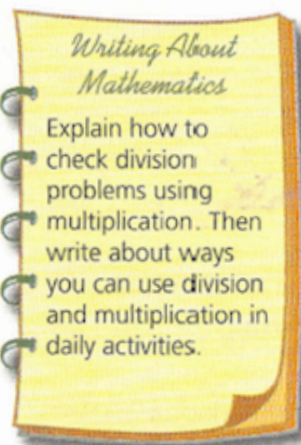 Writing About
Mathematics
Explain how to
check division
problems using
multiplication. Then
write about ways
you can use division
and multiplication in
daily activities.